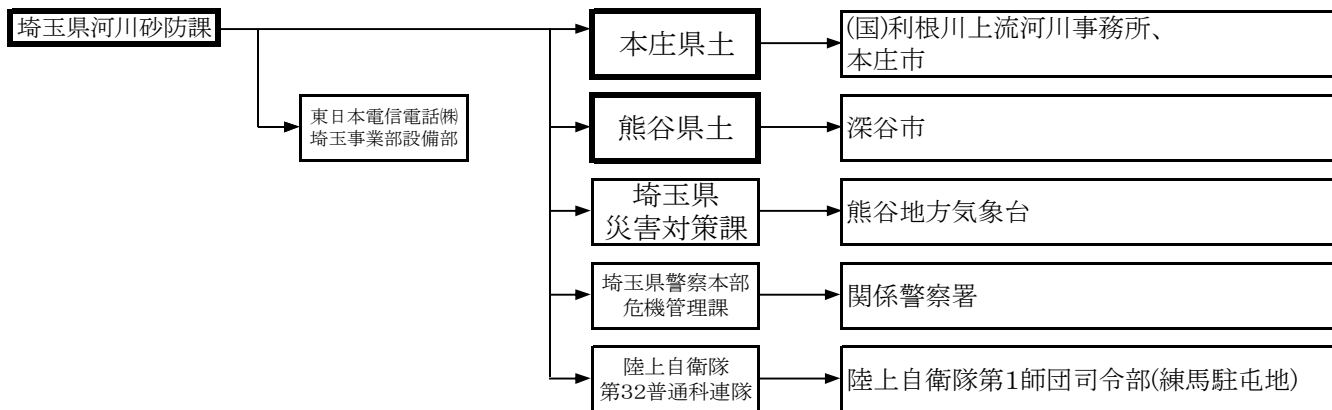 埼玉県河川砂防課
本庄県土
(国)利根川上流河川事務所、
本庄市
東日本電信電話㈱
埼玉事業部設備部
熊谷県土
深谷市
埼玉県
災害対策課
熊谷地方気象台
埼玉県警察本部
危機管理課
関係警察署
陸上自衛隊
第32普通科連隊
陸上自衛隊第1師団司令部(練馬駐屯地)